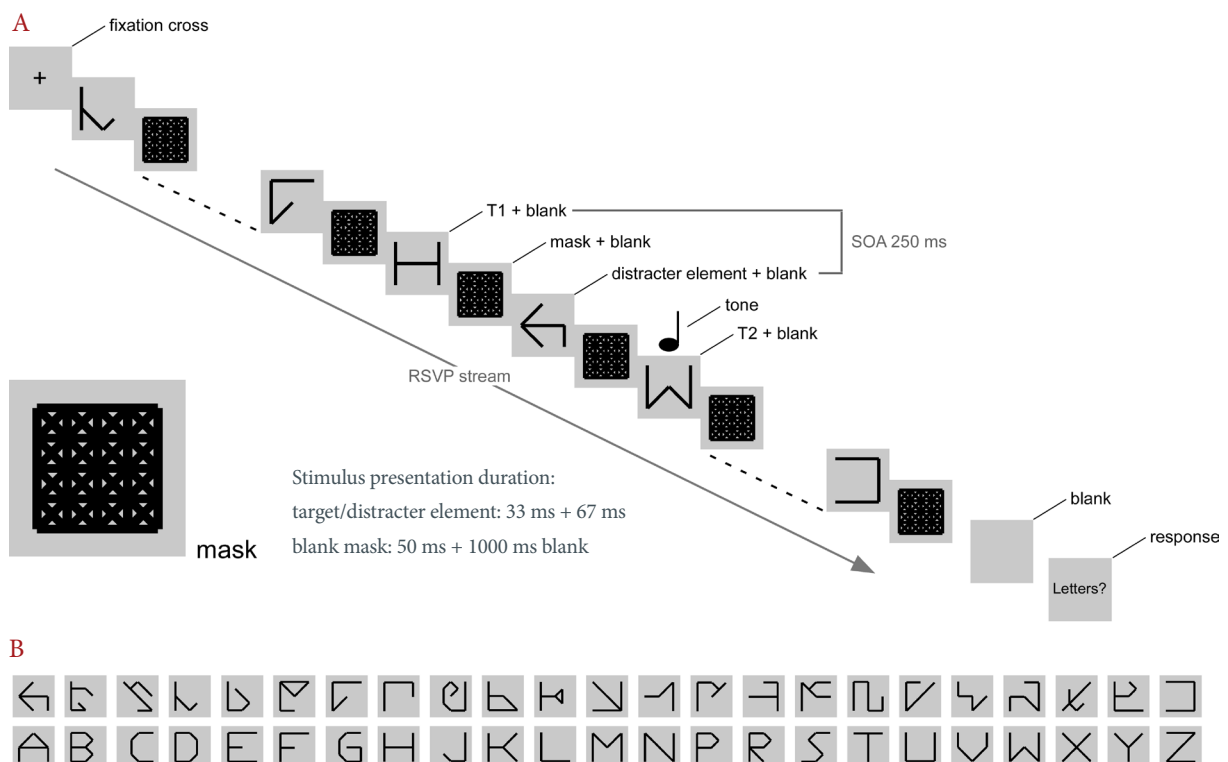 A
fixation cross
T1 + blank
SOA 250 ms
mask + blank
distracter element + blank
tone
T2 + blank
RSVP stream
Stimulus presentation duration:
target/distracter element: 33 ms + 67 ms
blank mask: 50 ms + 1000 ms blank
mask
blank
response
Letters?
B
A B C D E F G H J K L M N P R S T U V W X Y Z